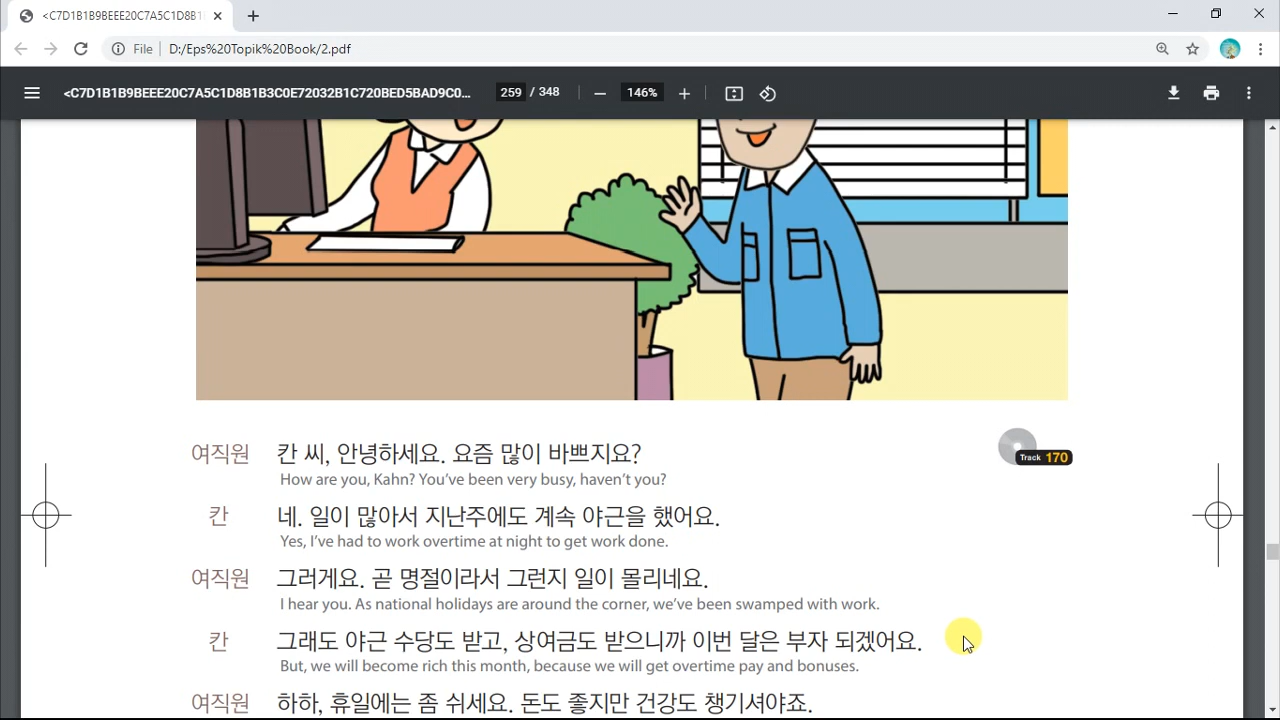 <C7D1B1B9BEEE20C7A5C1D8B1
File D:/Eps%20Topik%20Book/2.pdf
<C7D1B1B9BEEE20C7A5C1D8B1B3C0E72032B1C720BED5BAD9C0... 259 / 348 146%
여직원 칸 씨, 안녕하세요. 요즘 많이 바쁘지요? Track 170
How are you, Kahn? You've been very busy, haven't you?
칸 네. 일이 많아서 지난주에도 계속 야근을 했어요.
Yes, I've had to work overtime at night to get work done.
여직원 그러게요. 곧 명절이라서 그런지 일이 몰리네요.
I hear you. As national holidays are around the corner, we've been swamped with work.
칸 그래도 야근 수당도 받고, 상여금도 받으니까 이번 달은 부자 되겠어요.
But, we will become rich this month, because we will get overtime pay and bonuses.
여직원 하하, 휴일에는 좀 쉬세요. 돈도 좋지만 건강도 챙기셔야죠.